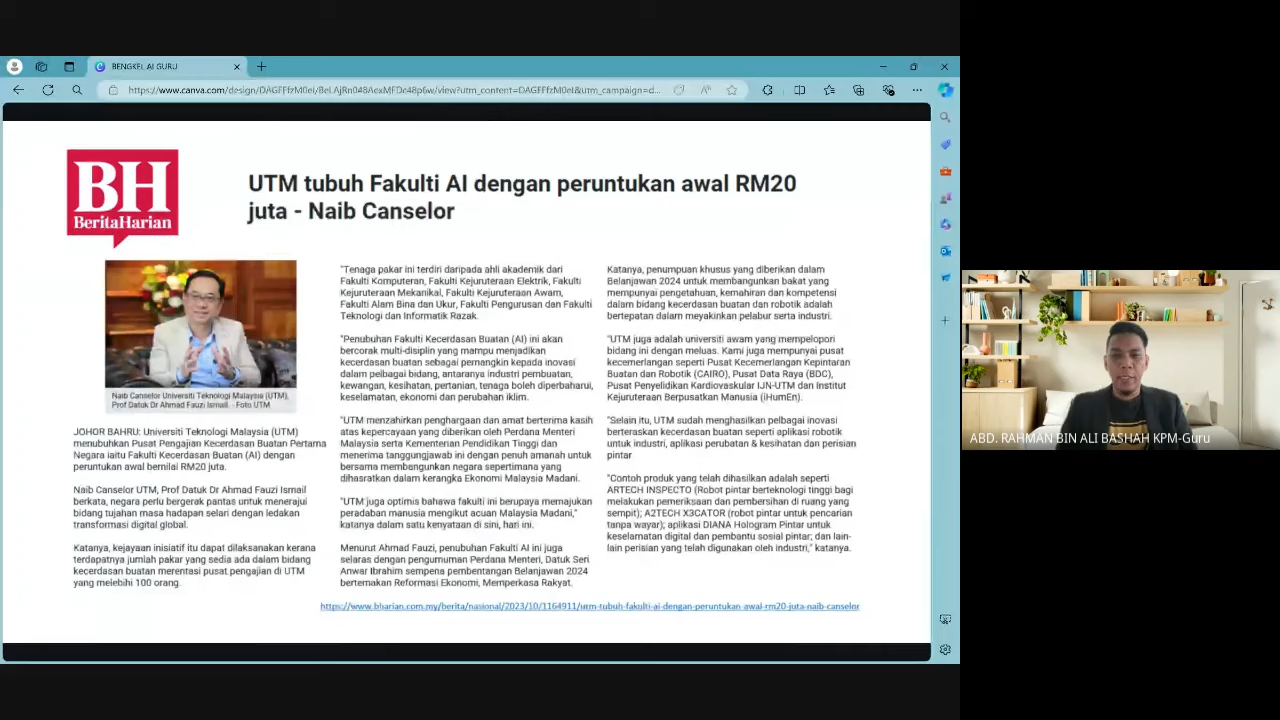 BENGKEL AI GURU
https://www.canva.com/design/DAGFFfzM0eI/BeLAjRn048AexMFDc48p6w/view?utm_content=DAGFFfzM0eI&utm_campaign=d...
BH
BeritaHarian
UTM tubuh Fakulti AI dengan peruntukan awal RM20
juta - Naib Canselor
Naib Canselor Universiti Teknologi Malaysia (UTM),
Prof Datuk Dr Ahmad Fauzi Ismail. - Foto UTM
JOHOR BAHRU: Universiti Teknologi Malaysia (UTM)
menubuhkan Pusat Pengajian Kecerdasan Buatan Pertama
Negara iaitu Fakulti Kecerdasan Buatan (AI) dengan
peruntukan awal bernilai RM20 juta.
Naib Canselor UTM, Prof Datuk Dr Ahmad Fauzi Ismail
berkata, negara perlu bergerak pantas untuk menerajui
bidang tujahan masa hadapan selari dengan ledakan
transformasi digital global.
Katanya, kejayaan inisiatif itu dapat dilaksanakan kerana
terdapatnya jumlah pakar yang sedia ada dalam bidang
kecerdasan buatan merentasi pusat pengajian di UTM
yang melebihi 100 orang.
"Tenaga pakar ini terdiri daripada ahli akademik dari
Fakulti Komputeran, Fakulti Kejuruteraan Elektrik, Fakulti
Kejuruteraan Mekanikal, Fakulti Kejuruteraan Awam,
Fakulti Alam Bina dan Ukur, Fakulti Pengurusan dan Fakulti
Teknologi dan Informatik Razak.
"Penubuhan Fakulti Kecerdasan Buatan (AI) ini akan
bercorak multi-disiplin yang mampu menjadikan
kecerdasan buatan sebagai pemangkin kepada inovasi
dalam pelbagai bidang, antaranya industri pembuatan,
kewangan, kesihatan, pertanian, tenaga boleh diperbaharui,
keselamatan, ekonomi dan perubahan iklim.
"UTM menzahirkan penghargaan dan amat berterima kasih
atas kepercayaan yang diberikan oleh Perdana Menteri
Malaysia serta Kementerian Pendidikan Tinggi dan
menerima tanggungjawab ini dengan penuh amanah untuk
bersama membangunkan negara sepertimana yang
dihasratkan dalam kerangka Ekonomi Malaysia Madani.
"UTM juga optimis bahawa fakulti ini berupaya memajukan
peradaban manusia mengikut acuan Malaysia Madani,"
katanya dalam satu kenyataan di sini, hari ini.
Menurut Ahmad Fauzi, penubuhan Fakulti AI ini juga
selaras dengan pengumuman Perdana Menteri, Datuk Seri
Anwar Ibrahim sempena pembentangan Belanjawan 2024
bertemakan Reformasi Ekonomi, Memperkasa Rakyat.
Katanya, penumpuan khusus yang diberikan dalam
Belanjawan 2024 untuk membangunkan bakat yang
mempunyai pengetahuan, kemahiran dan kompetensi
dalam bidang kecerdasan buatan dan robotik adalah
bertepatan dalam meyakinkan pelabur serta industri.
"UTM juga adalah universiti awam yang mempelopori
bidang ini dengan meluas. Kami juga mempunyai pusat
kecemerlangan seperti Pusat Kecemerlangan Kepintaran
Buatan dan Robotik (CAIRO), Pusat Data Raya (BDC),
Pusat Penyelidikan Kardiovaskular IJN-UTM dan Institut
Kejuruteraan Berpusatkan Manusia (iHumEn).
"Selain itu, UTM sudah menghasilkan pelbagai inovasi
berteraskan kecerdasan buatan seperti aplikasi robotik
untuk industri, aplikasi perubatan & kesihatan dan perisian
pintar
"Contoh produk yang telah dihasilkan adalah seperti
ARTECH INSPECTO (Robot pintar berteknologi tinggi bagi
melakukan pemeriksaan dan pembersihan di ruang yang
sempit); A2TECH X3CATOR (robot pintar untuk pencarian
tanpa wayar); aplikasi DIANA Hologram Pintar untuk
keselamatan digital dan pembantu sosial pintar; dan lain-
lain perisian yang telah digunakan oleh industri," katanya.
https://www.bharian.com.my/berita/nasional/2023/10/1164911/utm-tubuh-fakulti-ai-dengan-peruntukan-awal-rm20-juta-naib-canselor
ABD. RAHMAN BIN ALI BASHAH KPM-Guru